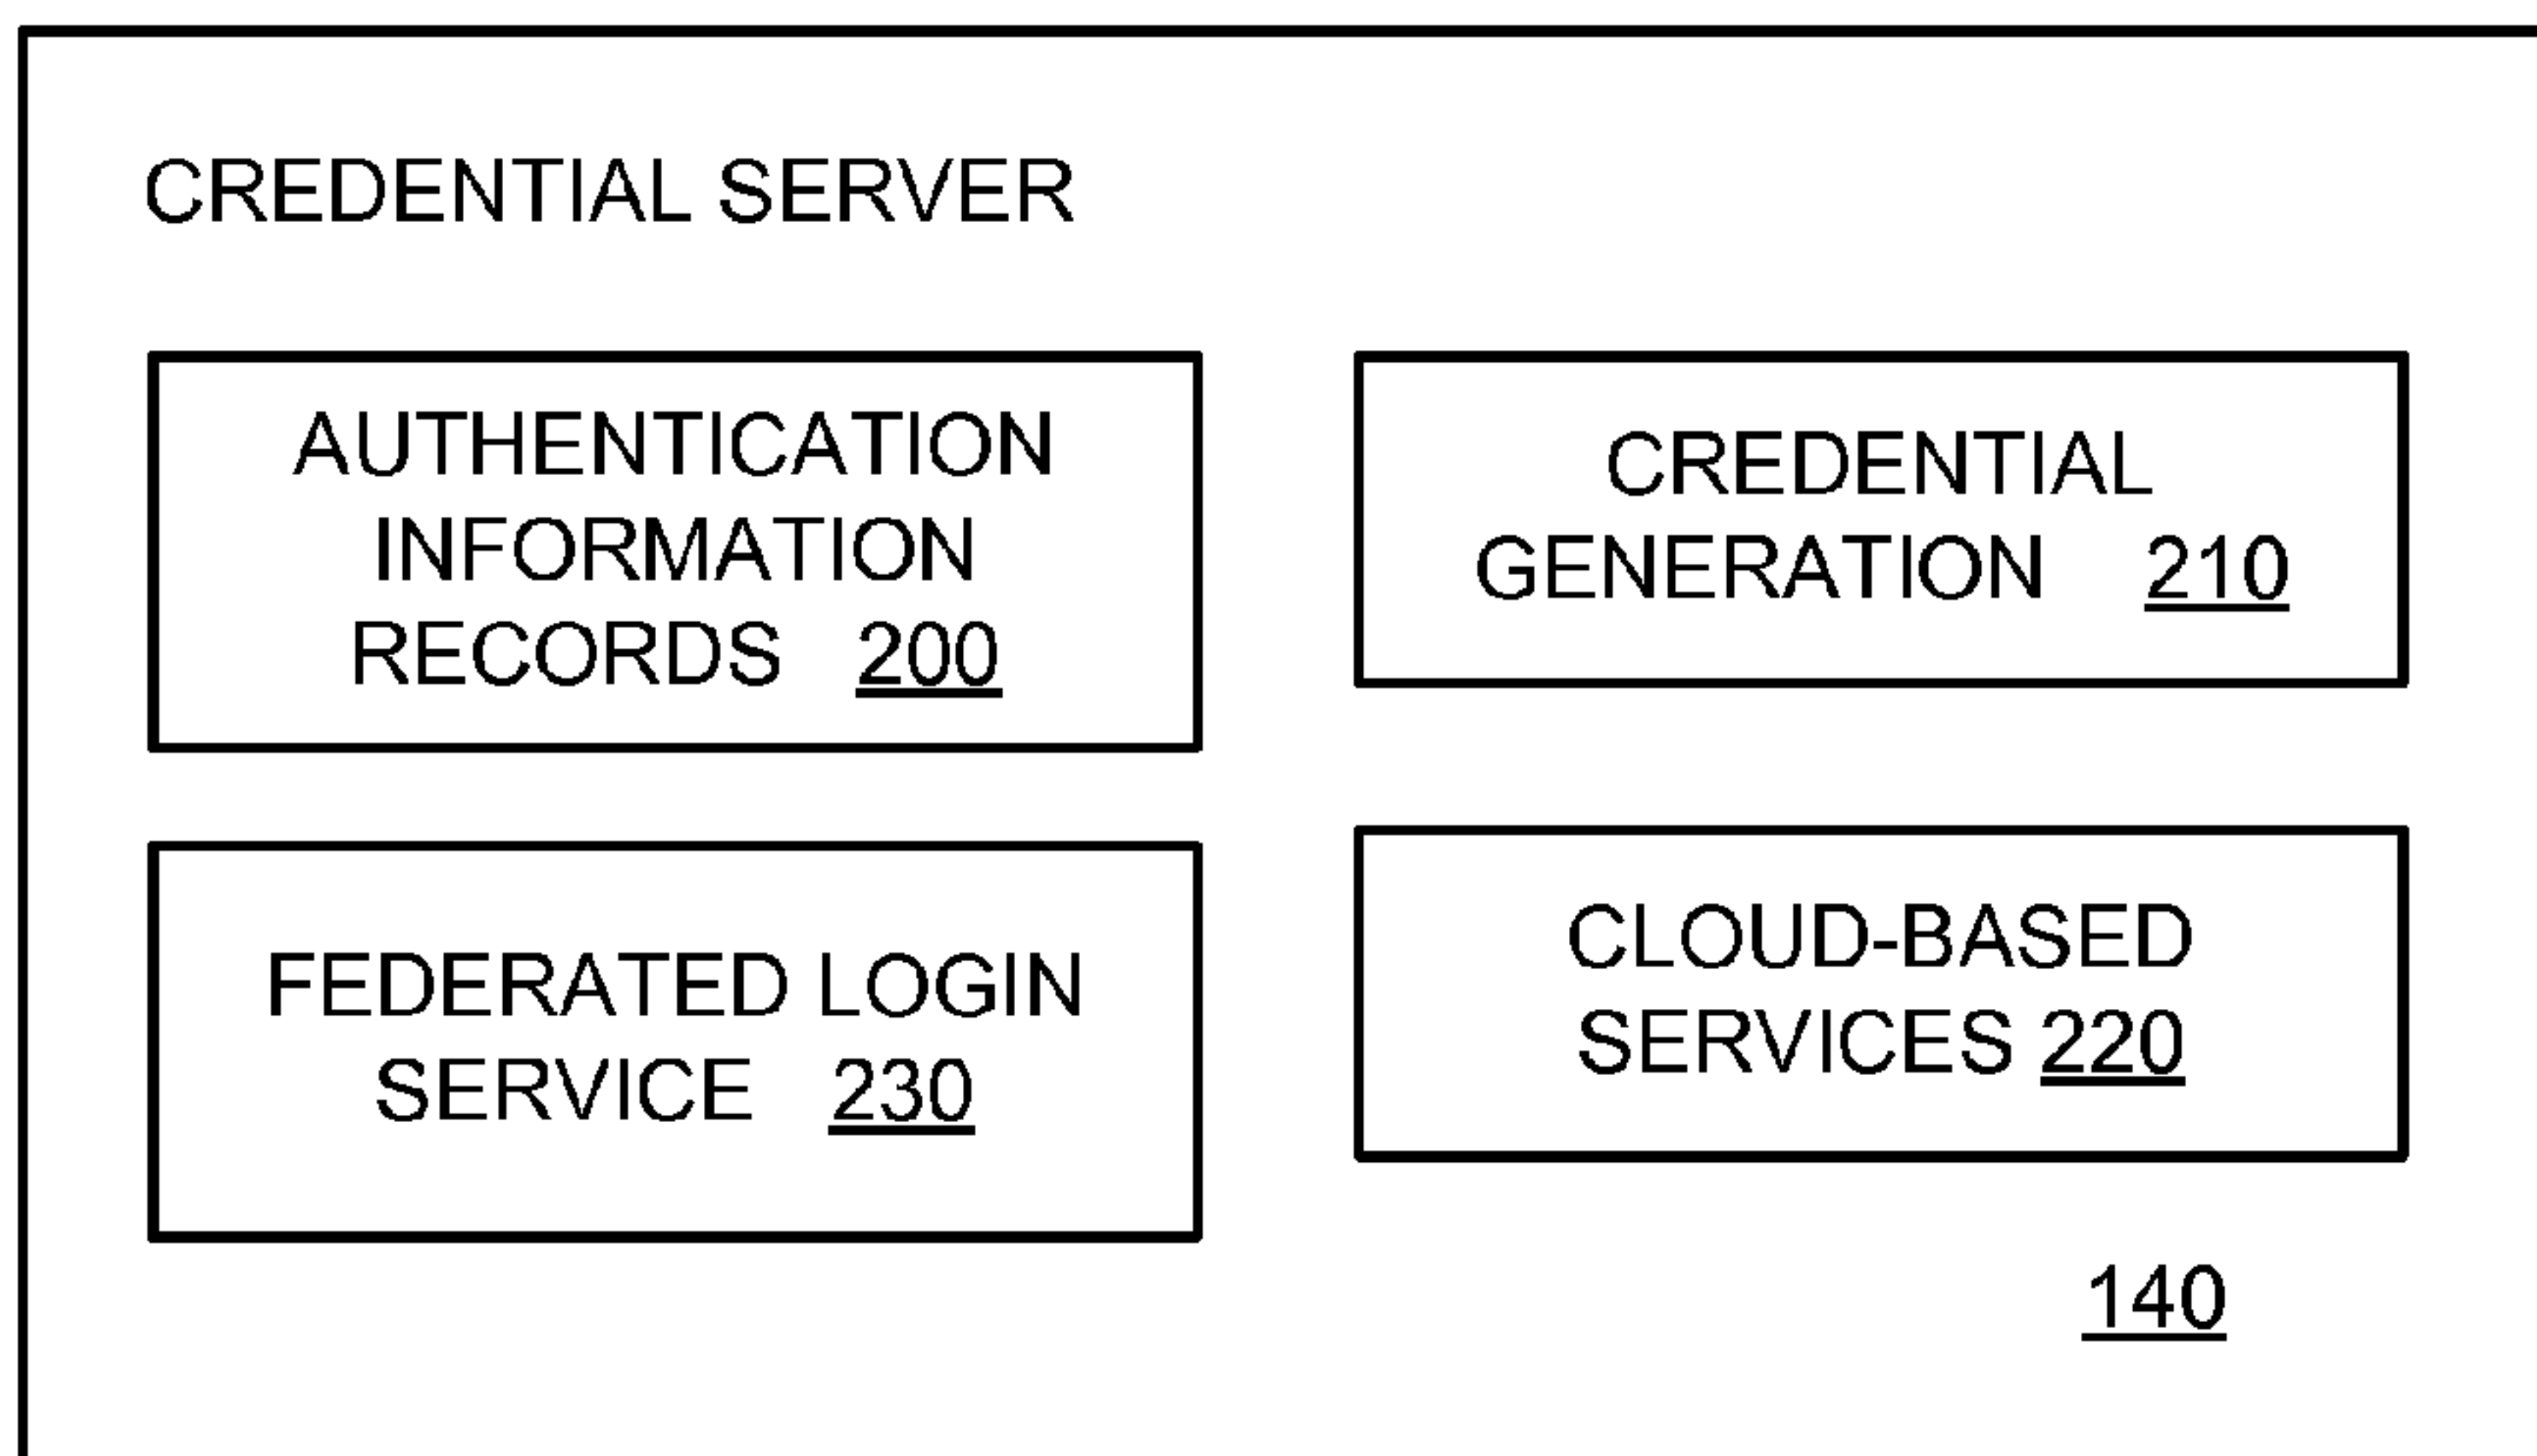 CREDENTIAL SERVER
AUTHENTICATION
INFORMATION
RECORDS 200
CREDENTIAL
GENERATION 210
FEDERATED LOGIN
SERVICE 230
CLOUD-BASED
SERVICES 220
140